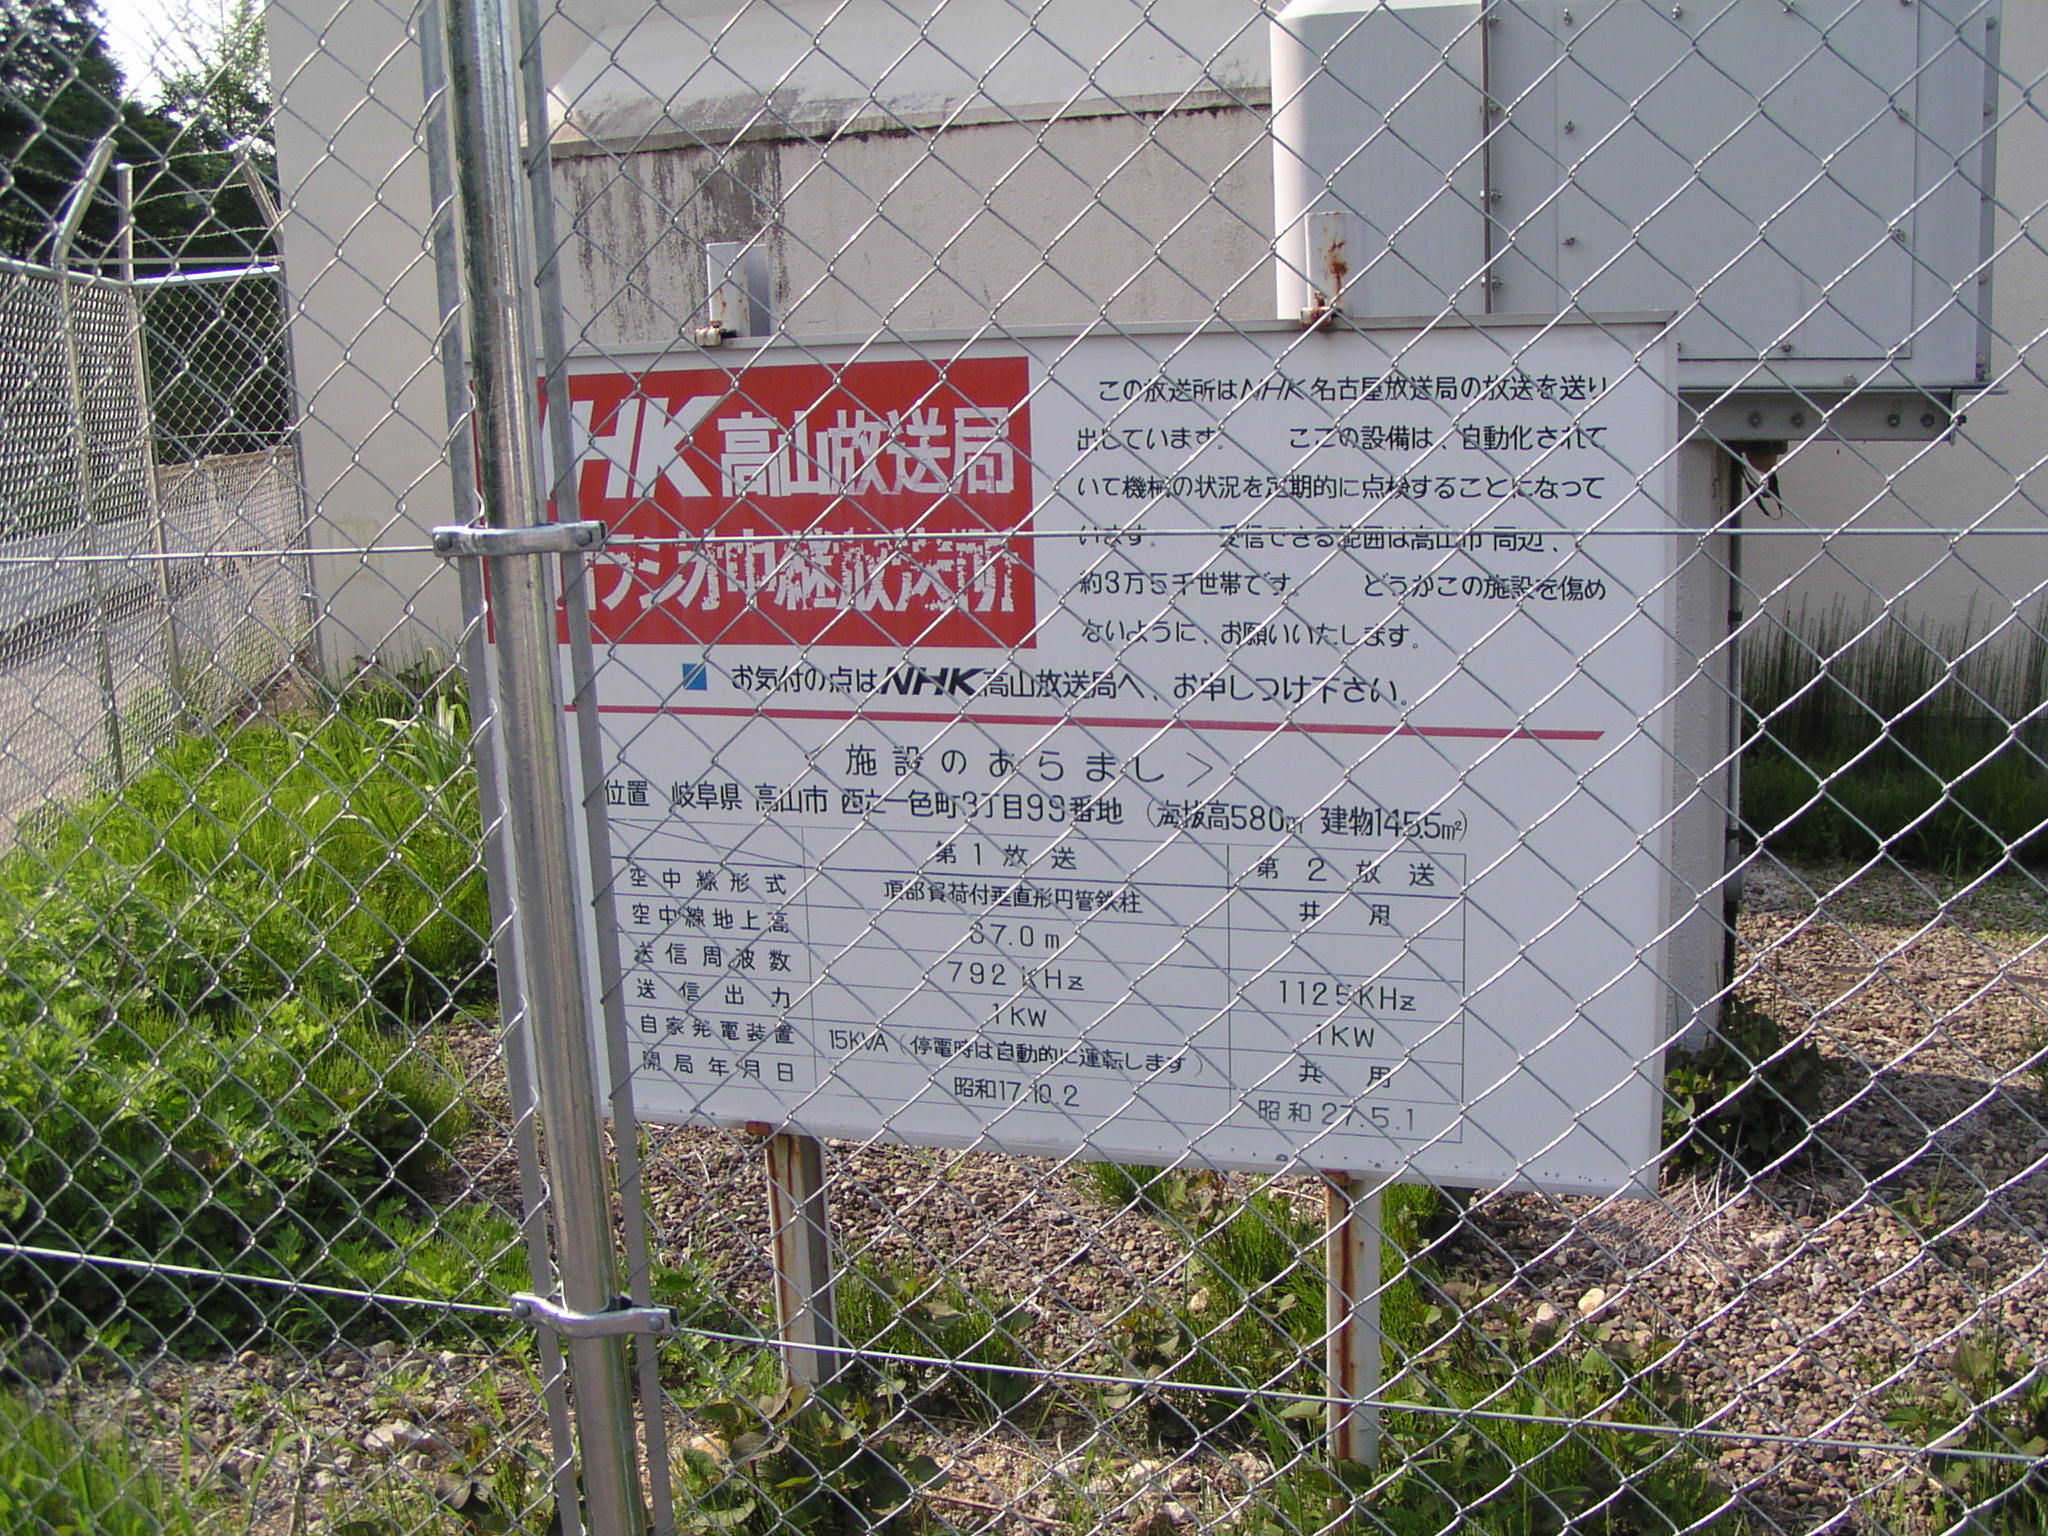 NHK高山放送局
ラジオ中継放送所
この放送所はNHK名古屋放送局の放送を送り
出しています。 ここの設備は、自動化されて
いて機械の状況を定期的に点検することになって
います。 受信できる範囲は高山市周辺、
約3万5千世帯です。 どうかこの施設を傷め
ないように、お願いいたします。
お気付の点はNHK高山放送局へ、お申しつけ下さい。
<施設のあらまし>
位置 岐阜県 高山市 西之一色町3丁目99番地 (海抜高580m 建物145.5㎡)
第1放送 第2放送
空中線形式 頂部負荷付垂直形円管鉄柱 共用
空中線地上高 67.0m
送信周波数 792KHz 1125KHz
送信出力 1KW 1KW
自家発電装置 15KVA (停電時は自動的に運転します) 共用
開局年月日 昭和17.10.2 昭和27.5.1